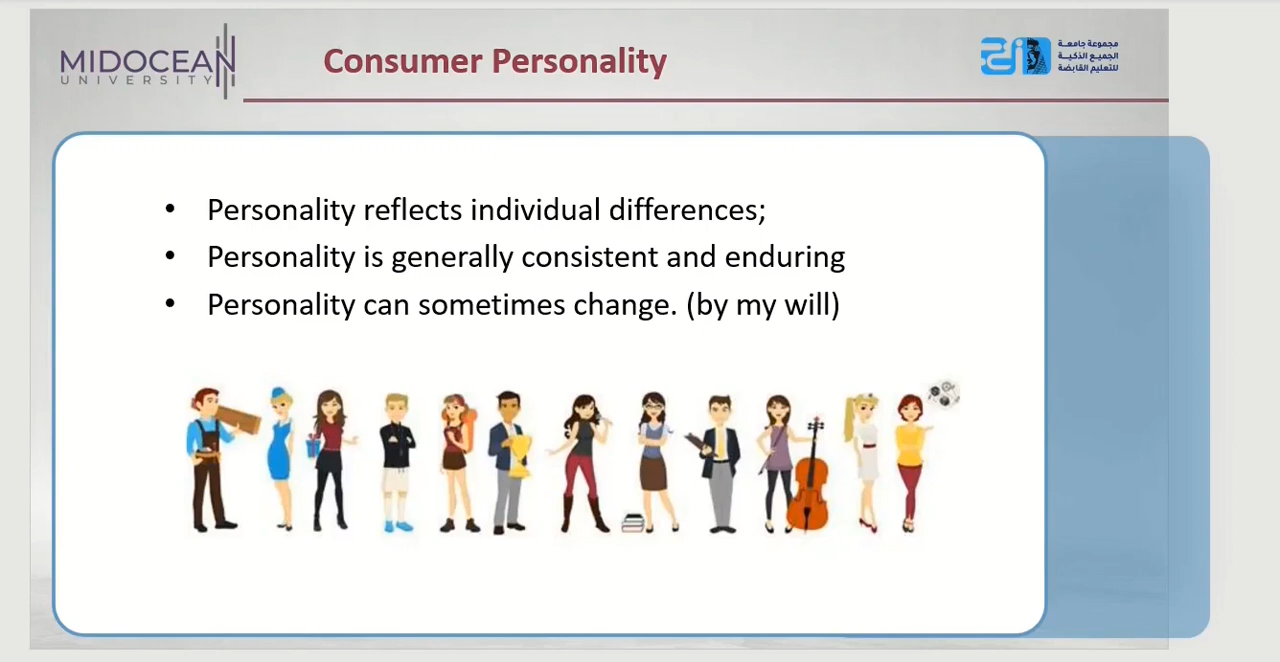 MIDOCEAN
UNIVERSITY
Consumer Personality
مجموعة جامعة
الجميع الذكية
للتعليم القابضة
• Personality reflects individual differences;
• Personality is generally consistent and enduring
• Personality can sometimes change. (by my will)